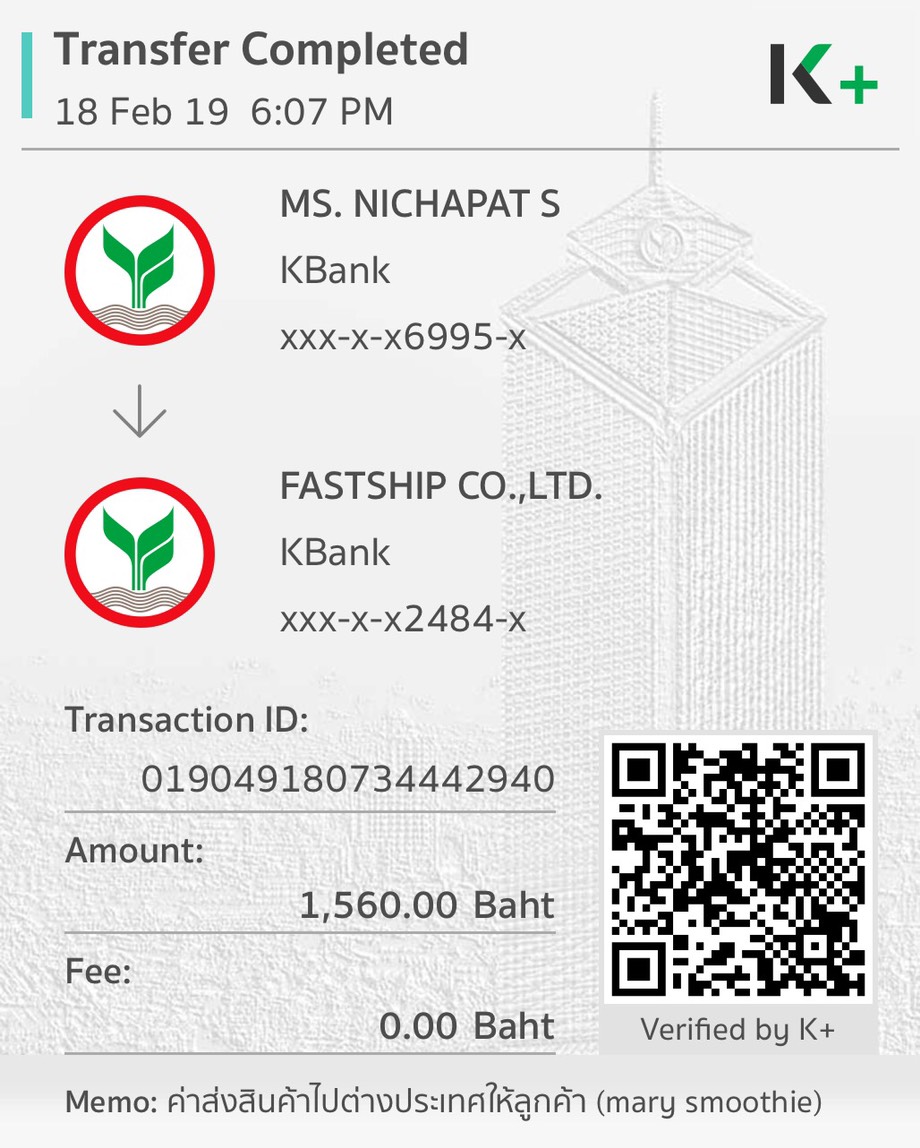 Transfer Completed
18 Feb 19 6:07 PM
K+
MS. NICHAPAT S
KBank
xxx-x-x6995-x
FASTSHIP CO.,LTD.
KBank
xxx-x-x2484-x
Transaction ID:
019049180734442940
Amount:
1,560.00 Baht
Fee:
0.00 Baht
Verified by K+
Memo: ค่าส่งสินค้าไปต่างประเทศให้ลูกค้า (mary smoothie)